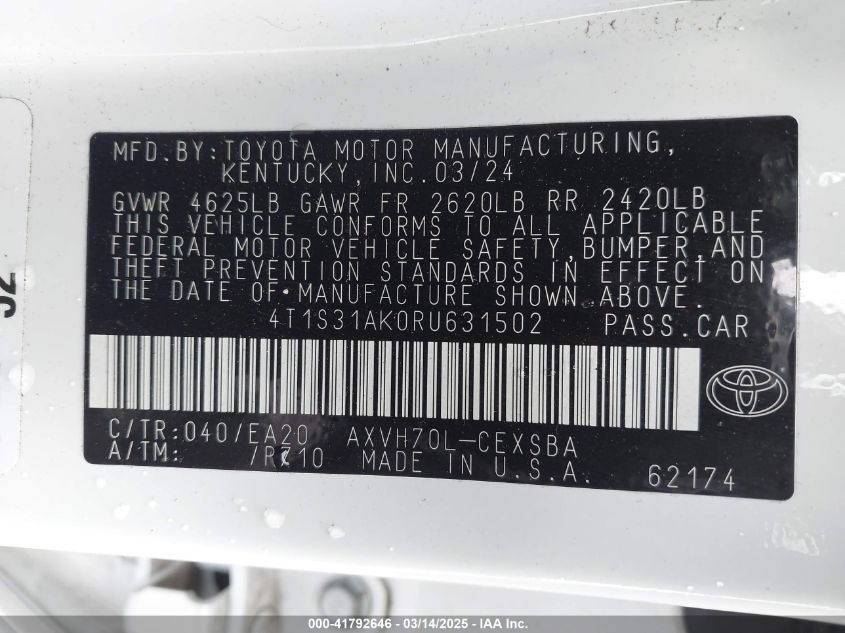 MFD.BY:TOYOTA MOTOR MANUFACTURING,
KENTUCKY,INC.03/24
GVWR 4625LB GAWR FR 2620LB RR 2420LB
THIS VEHICLE CONFORMS TO ALL APPLICABLE
FEDERAL MOTOR VEHICLE SAFETY,BUMPER,AND
THEFT PREVENTION STANDARDS IN EFFECT ON
THE DATE OF MANUFACTURE SHOWN ABOVE.
4T1S31AK0RU631502 PASS.CAR
C/TR:040/EA20 AXVH70L-CEXSBA
A/TM: MADE IN U.S.A. 62174
000-41792646 - 03/14/2025 - IAA Inc.